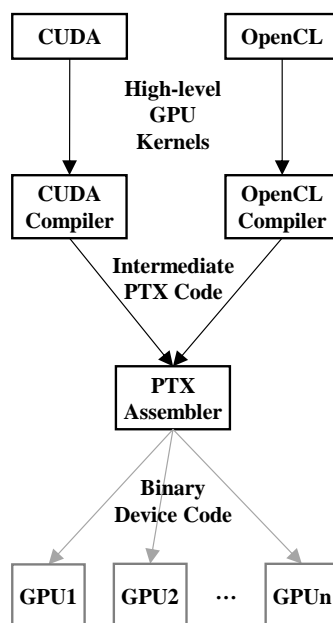 CUDA
OpenCL
High-level
GPU
Kernels
CUDA
Compiler
OpenCL
Compiler
Intermediate
PTX Code
PTX
Assembler
Binary
Device Code
GPU1
GPU2
...
GPUn